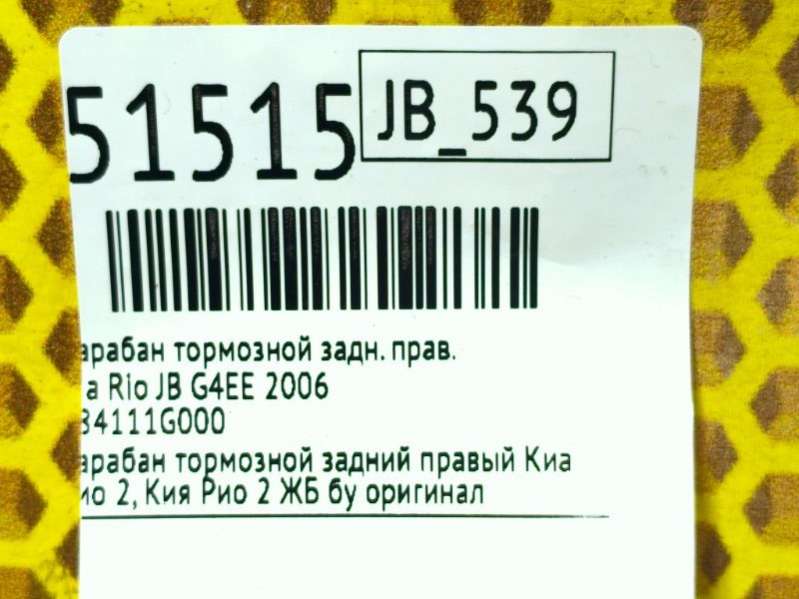 51515
JB_539
арабан тормозной задн. прав.
a Rio JB G4EE 2006
34111G000
арабан тормозной задний правый Киа
ио 2, Кия Рио 2 ЖБ бу оригинал